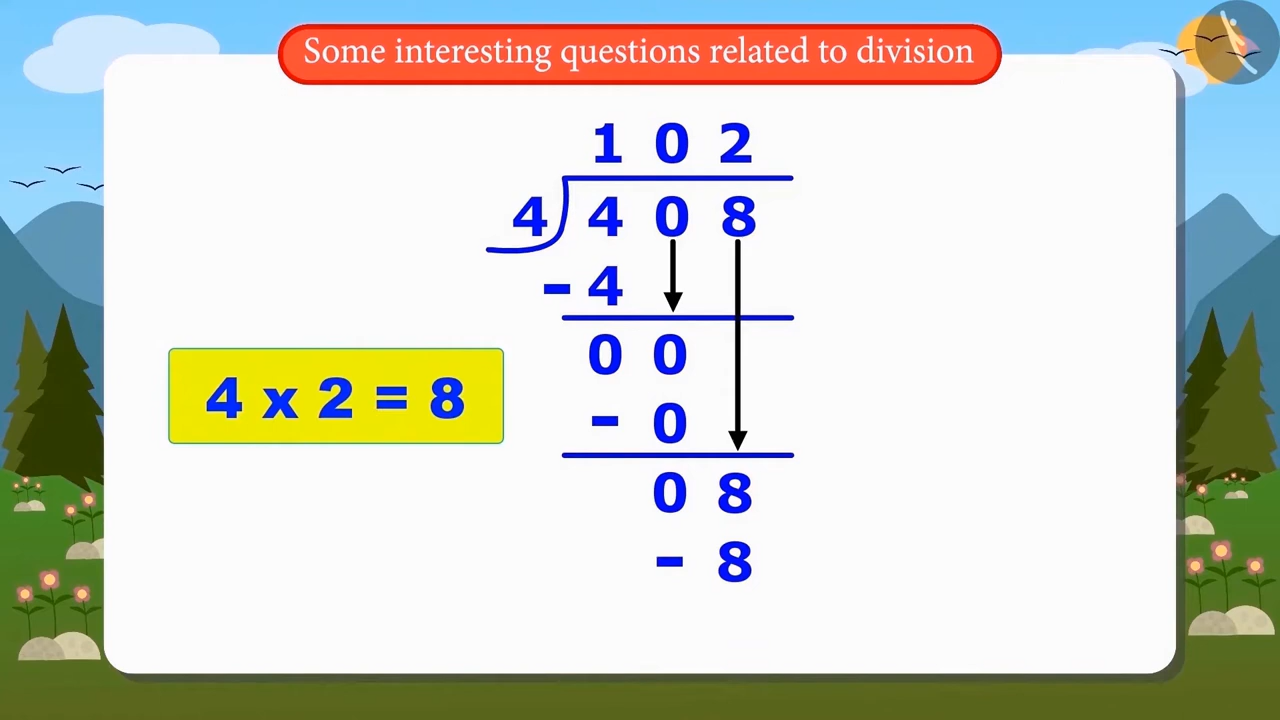 Some interesting questions related to division
1 0 2
4 4 0 8
- 4
0 0
4 x 2 = 8
- 0
0 8
- 8